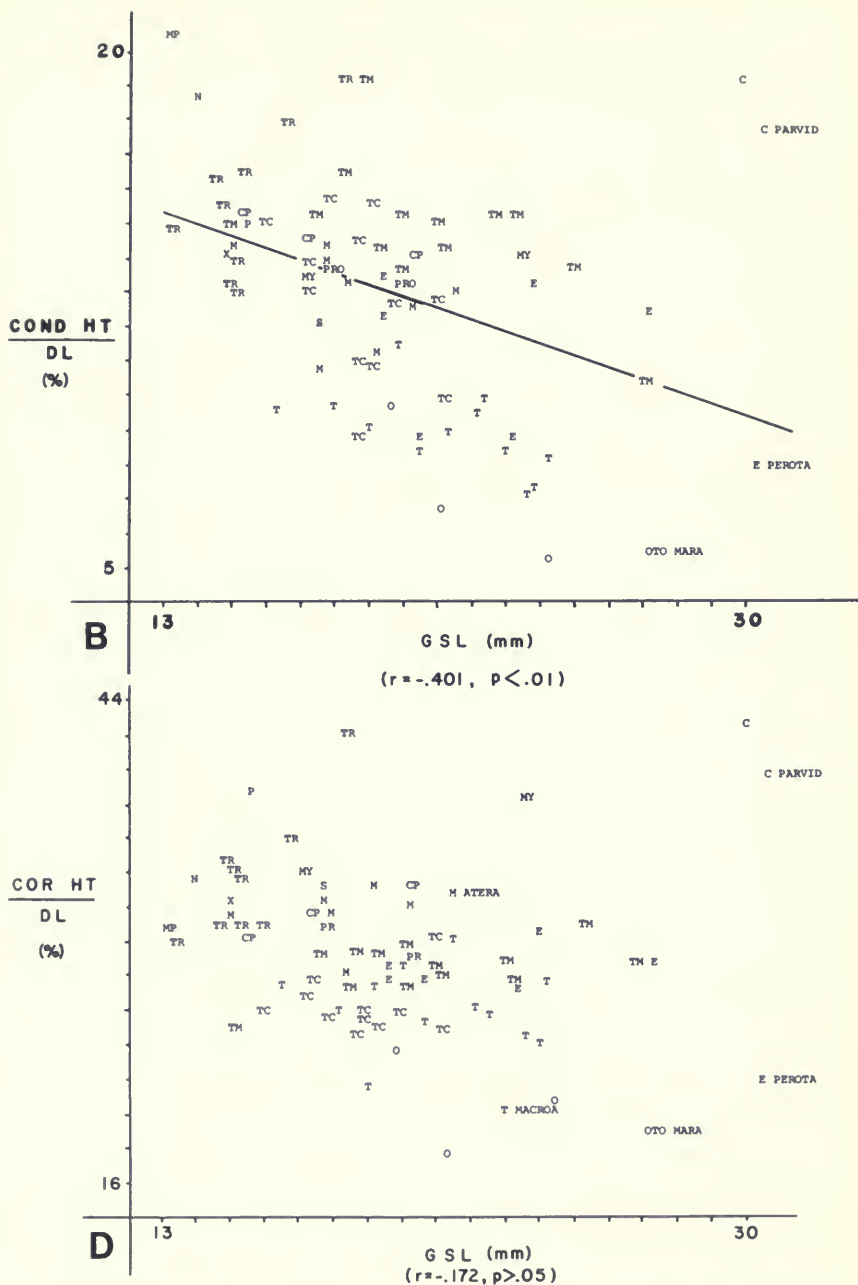 20
MP
TR TM
C
N
C PARVID
TR
TR
TR
TM
TC
TC
TR
CP
TM
TM
TM TM
TM P
TC
TM
TR
CP
TC
M
M
TM
TM
X
CP
MY
TR
TC
M
PRO
TM
TM
MY
E
TR
M
PRO
E
TR
TC
M
TC
TC
M
E
E
COND HT
DL
(%)
S
T
M
TC
TC
M
TM
T
T
O
TC
T
T
T
T
TC
E
E
T
T
T
E PEROTA
T
T
O
OTO MARA
O
5
B
13
30
GSL (mm)
(r=-.401, P<.01)
44
C
TR
C PARVID
P
MY
TR
TR
TR
MY
N
TR
S
M
CP
M ATERA
COR HT
DL
(%)
X
M
M
M
CP
M
MP
TR
TR
TR
PR
TM
TR
CP
TC
T
E
TM
TM
TM
TM
PR
TM
TM E
E
T
TM
M
TM
T
TC
E
E
TM
T
TM
T
TM
E
TC
TC
T
TC
TC
T
T
TC
TC
T
TM
TC
TC
TC
T
T
O
T
E PEROTA
T MACROA
O
OTO MARA
O
16
D
13
30
GSL (mm)
(r=-.172, p>.05)